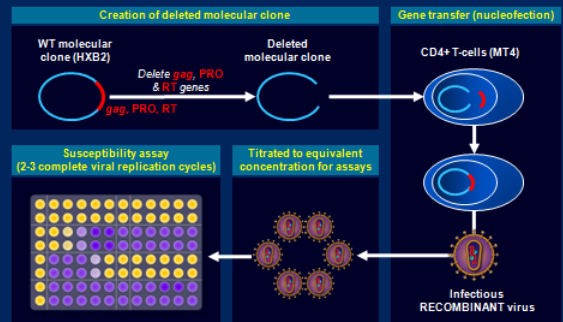 Creation of deleted molecular clone
Gene transfer (nucleofection)
WT molecular
clone (HXB2)
Delete gag, PRO
& RT genes
Deleted
molecular clone
gag, PRO, RT
CD4+ T-cells (MT4)
Susceptibility assay
(2-3 complete viral replication cycles)
Titrated to equivalent
concentration for assays
Infectious
RECOMBINANT virus